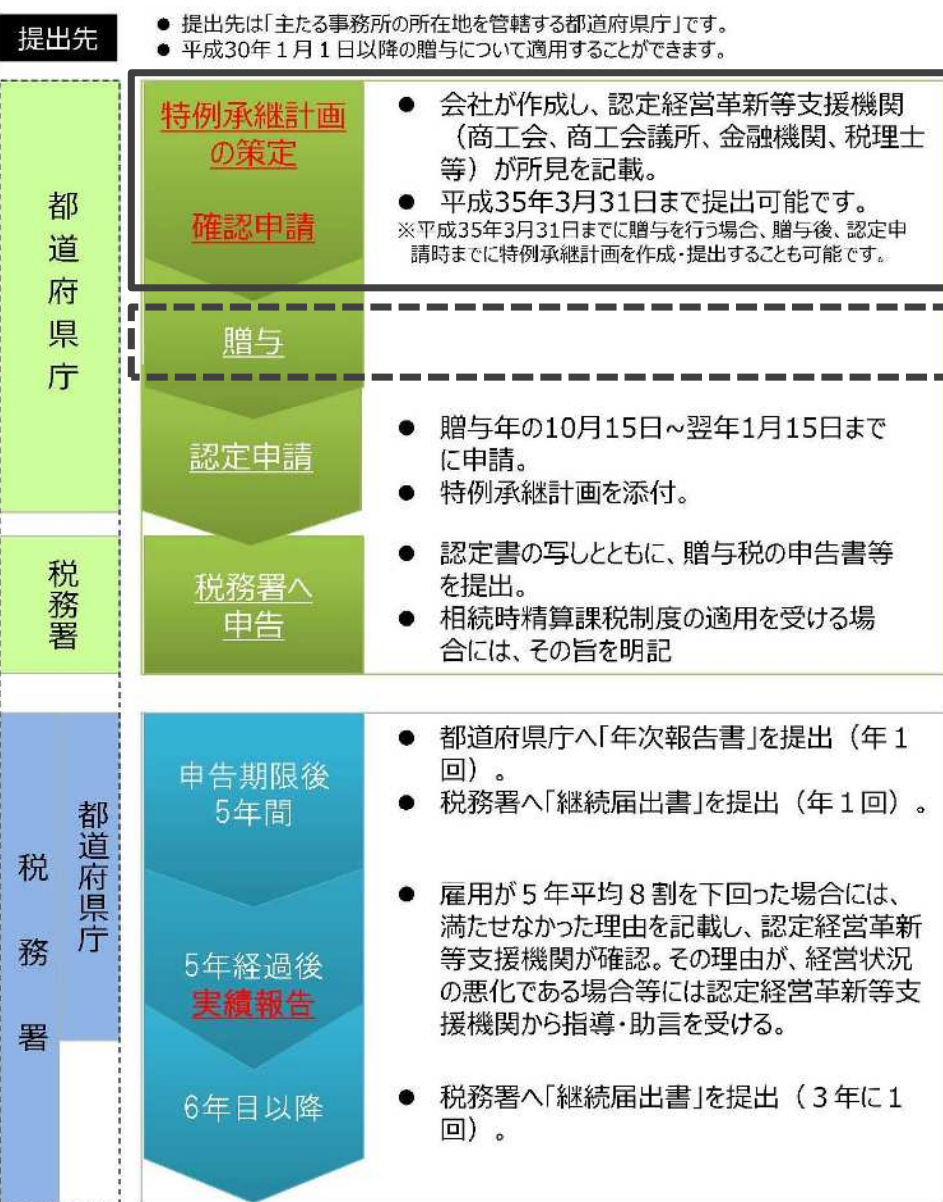 提出先
● 提出先は「主たる事務所の所在地を管轄する都道府県庁」です。
● 平成30年1月1日以降の贈与について適用することができます。
都道府県庁
特例承継計画
の策定
確認申請
● 会社が作成し、認定経営革新等支援機関
(商工会、商工会議所、金融機関、税理士
等)が所見を記載。
● 平成35年3月31日まで提出可能です。
※平成35年3月31日までに贈与を行う場合、贈与後、認定申
請時までに特例承継計画を作成・提出することも可能です。
贈与
認定申請
● 贈与年の10月15日~翌年1月15日まで
に申請。
● 特例承継計画を添付。
税務署
税務署へ
申告
● 認定書の写しとともに、贈与税の申告書等
を提出。
● 相続時精算課税制度の適用を受ける場
合には、その旨を明記
税務署
都道府県庁
申告期限後
5年間
● 都道府県庁へ「年次報告書」を提出(年1
回)。
● 税務署へ「継続届出書」を提出(年1回)。
5年経過後
実績報告
● 雇用が5年平均8割を下回った場合には、
満たせなかった理由を記載し、認定経営革新
等支援機関が確認。その理由が、経営状況
の悪化である場合等には認定経営革新等支
援機関から指導・助言を受ける。
6年目以降
● 税務署へ「継続届出書」を提出(3年に1
回)。